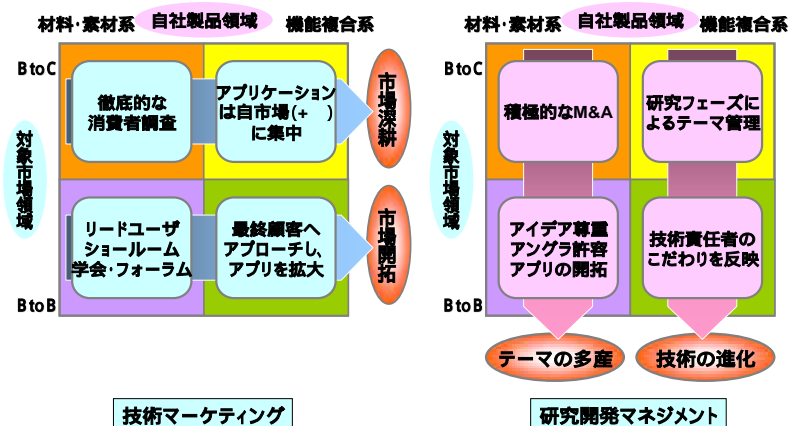 材料・素材系
自社製品領域
機能複合系
BtoC
対象市場領域
BtoB
徹底的な
消費者調査
アプリケーション
は自市場(+　)
に集中
市場深耕
リードユーザ
ショールーム
学会・フォーラム
最終顧客へ
アプローチし、
アプリを拡大
市場開拓
技術マーケティング
材料・素材系
自社製品領域
機能複合系
BtoC
対象市場領域
BtoB
積極的なM&A
研究フェーズに
よるテーマ管理
アイデア尊重
アングラ許容
アプリの開拓
技術責任者の
こだわりを反映
テーマの多産
技術の進化
研究開発マネジメント